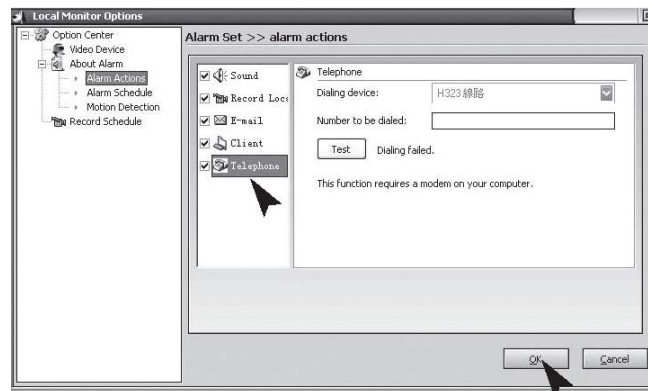 Local Monitor Options
Option Center
Video Device
About Alarm
Alarm Actions
Alarm Schedule
Motion Detection
Record Schedule
Alarm Set >> alarm actions
Sound
Record Loca
E-mail
Client
Telephone
Telephone
Dialing device:
H323 線路
Number to be dialed:
Test
Dialing failed.
This function requires a modem on your computer.
OK
Cancel